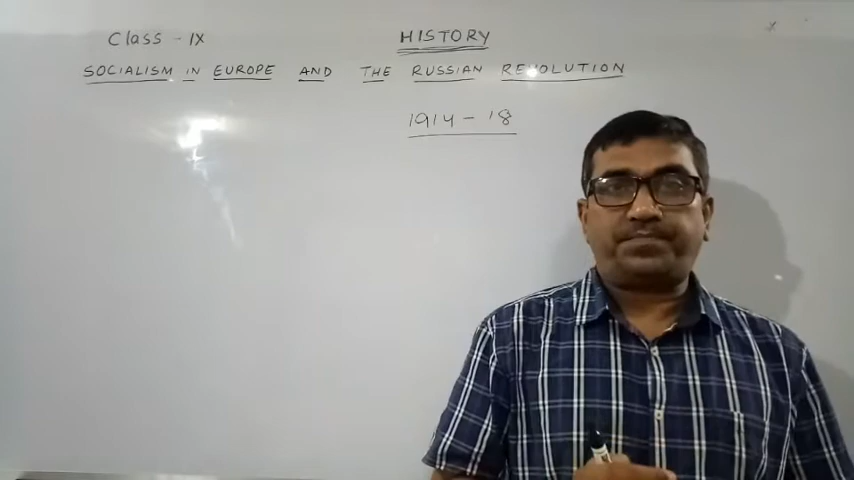 Class - IX
HISTORY
SOCIALISM IN EUROPE AND THE RUSSIAN REVOLUTION
1914 - 18